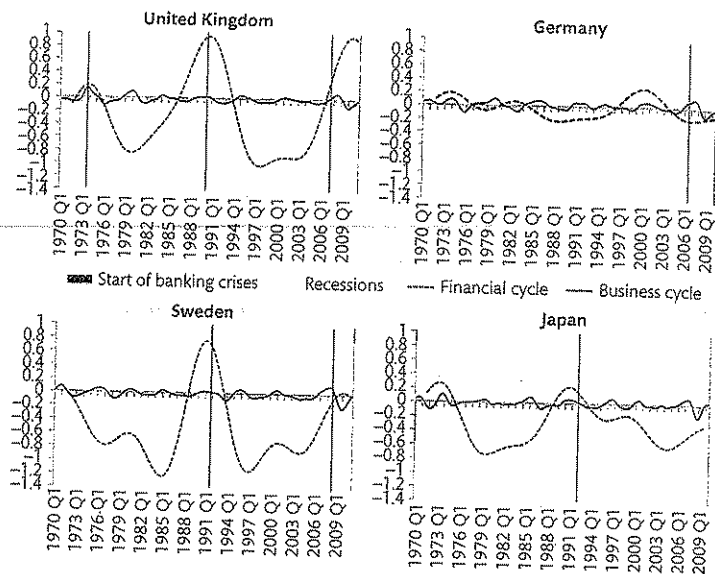 United Kingdom
1
0.8
0.6
0.4
0.2
0
−0.2
−0.4
−0.6
−0.8
−1
−1.2
−1.4
1970 Q1
1973 Q1
1976 Q1
1979 Q1
1982 Q1
1985 Q1
1988 Q1
1991 Q1
1994 Q1
1997 Q1
2000 Q1
2003 Q1
2006 Q1
2009 Q1
Germany
1
0.8
0.6
0.4
0.2
0
−0.2
−0.4
−0.6
−0.8
−1
−1.2
−1.4
1970 Q1
1973 Q1
1976 Q1
1979 Q1
1982 Q1
1985 Q1
1988 Q1
1991 Q1
1994 Q1
1997 Q1
2000 Q1
2003 Q1
2006 Q1
2009 Q1
Start of banking crises Recessions Financial cycle Business cycle
Sweden
1
0.8
0.6
0.4
0.2
0
−0.2
−0.4
−0.6
−0.8
−1
−1.2
−1.4
1970 Q1
1973 Q1
1976 Q1
1979 Q1
1982 Q1
1985 Q1
1988 Q1
1991 Q1
1994 Q1
1997 Q1
2000 Q1
2003 Q1
2006 Q1
2009 Q1
Japan
1
0.8
0.6
0.4
0.2
0
−0.2
−0.4
−0.6
−0.8
−1
−1.2
−1.4
1970 Q1
1973 Q1
1976 Q1
1979 Q1
1982 Q1
1985 Q1
1988 Q1
1991 Q1
1994 Q1
1997 Q1
2000 Q1
2003 Q1
2006 Q1
2009 Q1